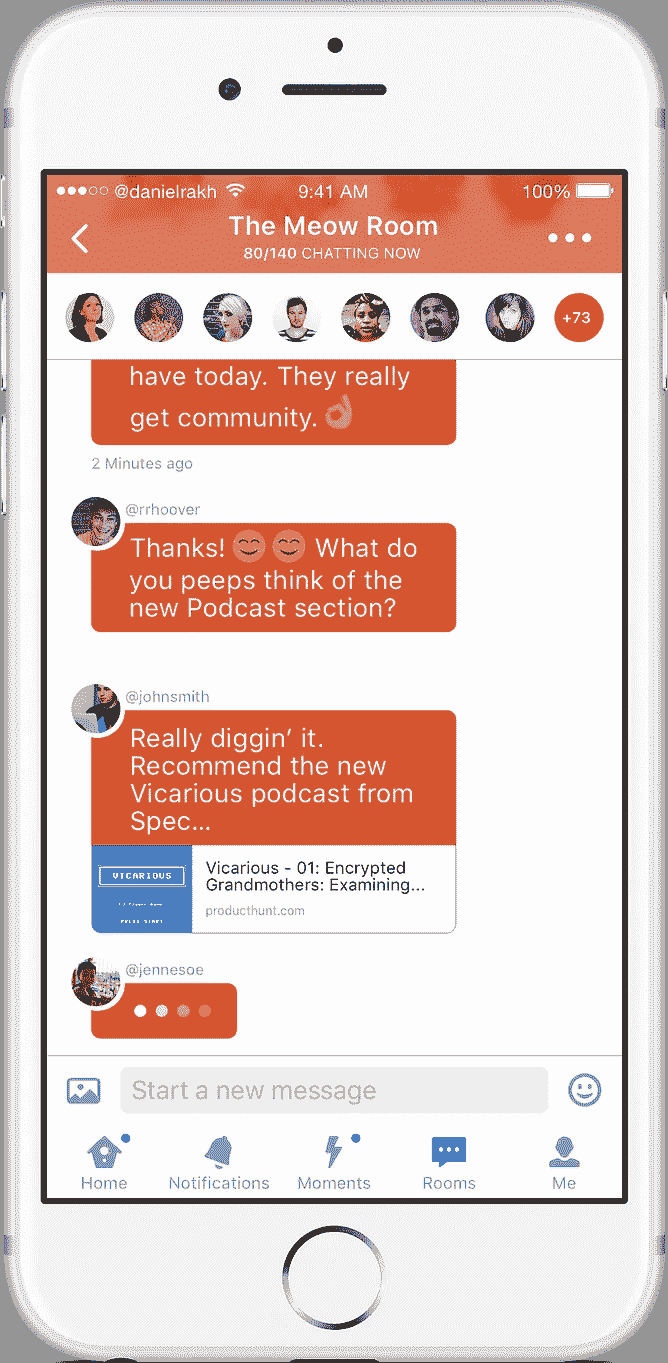 @danielrakh 9:41 AM 100%
The Meow Room
80/140 CHATTING NOW
+73
have today. They really
get community. 👌
2 Minutes ago
@rrhoover
Thanks! 😊 😊 What do
you peeps think of the
new Podcast section?
@johnsmith
Really diggin’ it.
Recommend the new
Vicarious podcast from
Spec...
VICARIOUS
Vicarious - 01: Encrypted
Grandmothers: Examining...
producthunt.com
@jennesoe
Start a new message
Home Notifications Moments Rooms Me